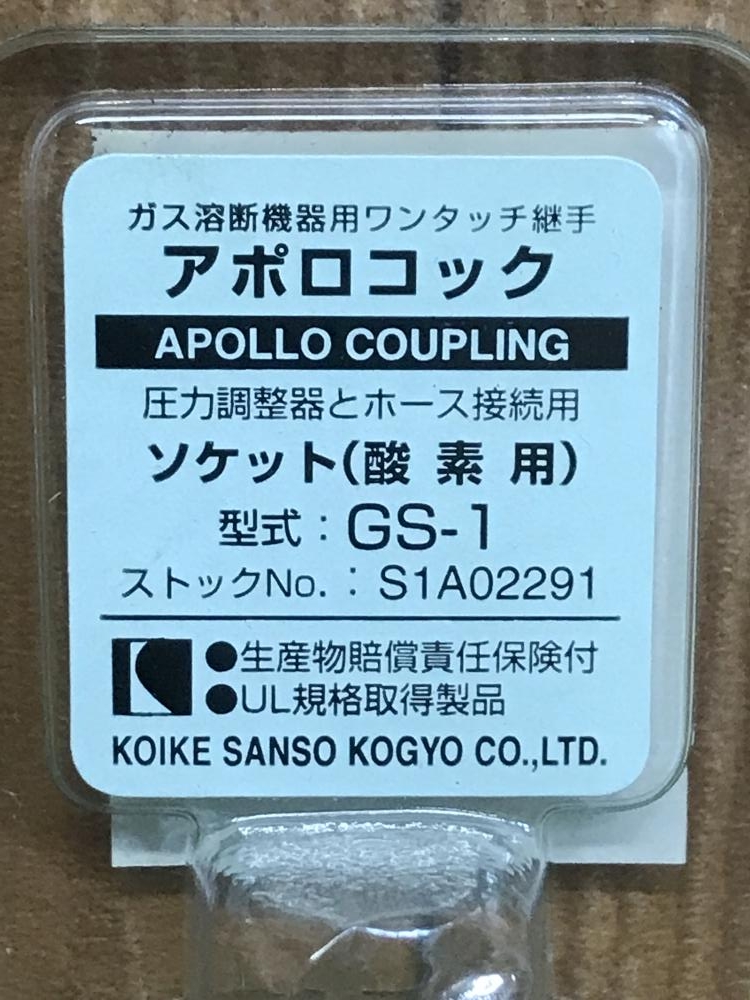 ガス溶断機器用ワンタッチ継手
アポロコック
APOLLO COUPLING
圧力調整器とホース接続用
ソケット(酸素用)
型式：GS-1
ストックNo.：S1A02291
●生産物賠償責任保険付
●UL規格取得製品
KOIKE SANSO KOGYO CO.,LTD.